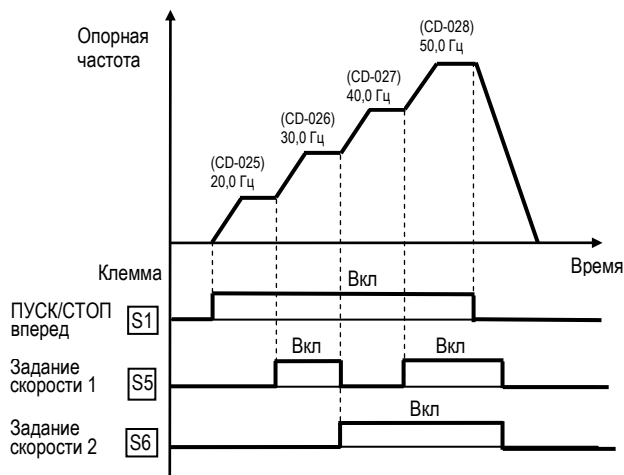 Опорная
частота
(CD-028)
50,0 Гц
(CD-027)
40,0 Гц
(CD-026)
30,0 Гц
(CD-025)
20,0 Гц
Время
Клемма
Вкл
ПУСК/СТОП
вперед
S1
Вкл
Вкл
Задание
скорости 1
S5
Вкл
Задание
скорости 2
S6